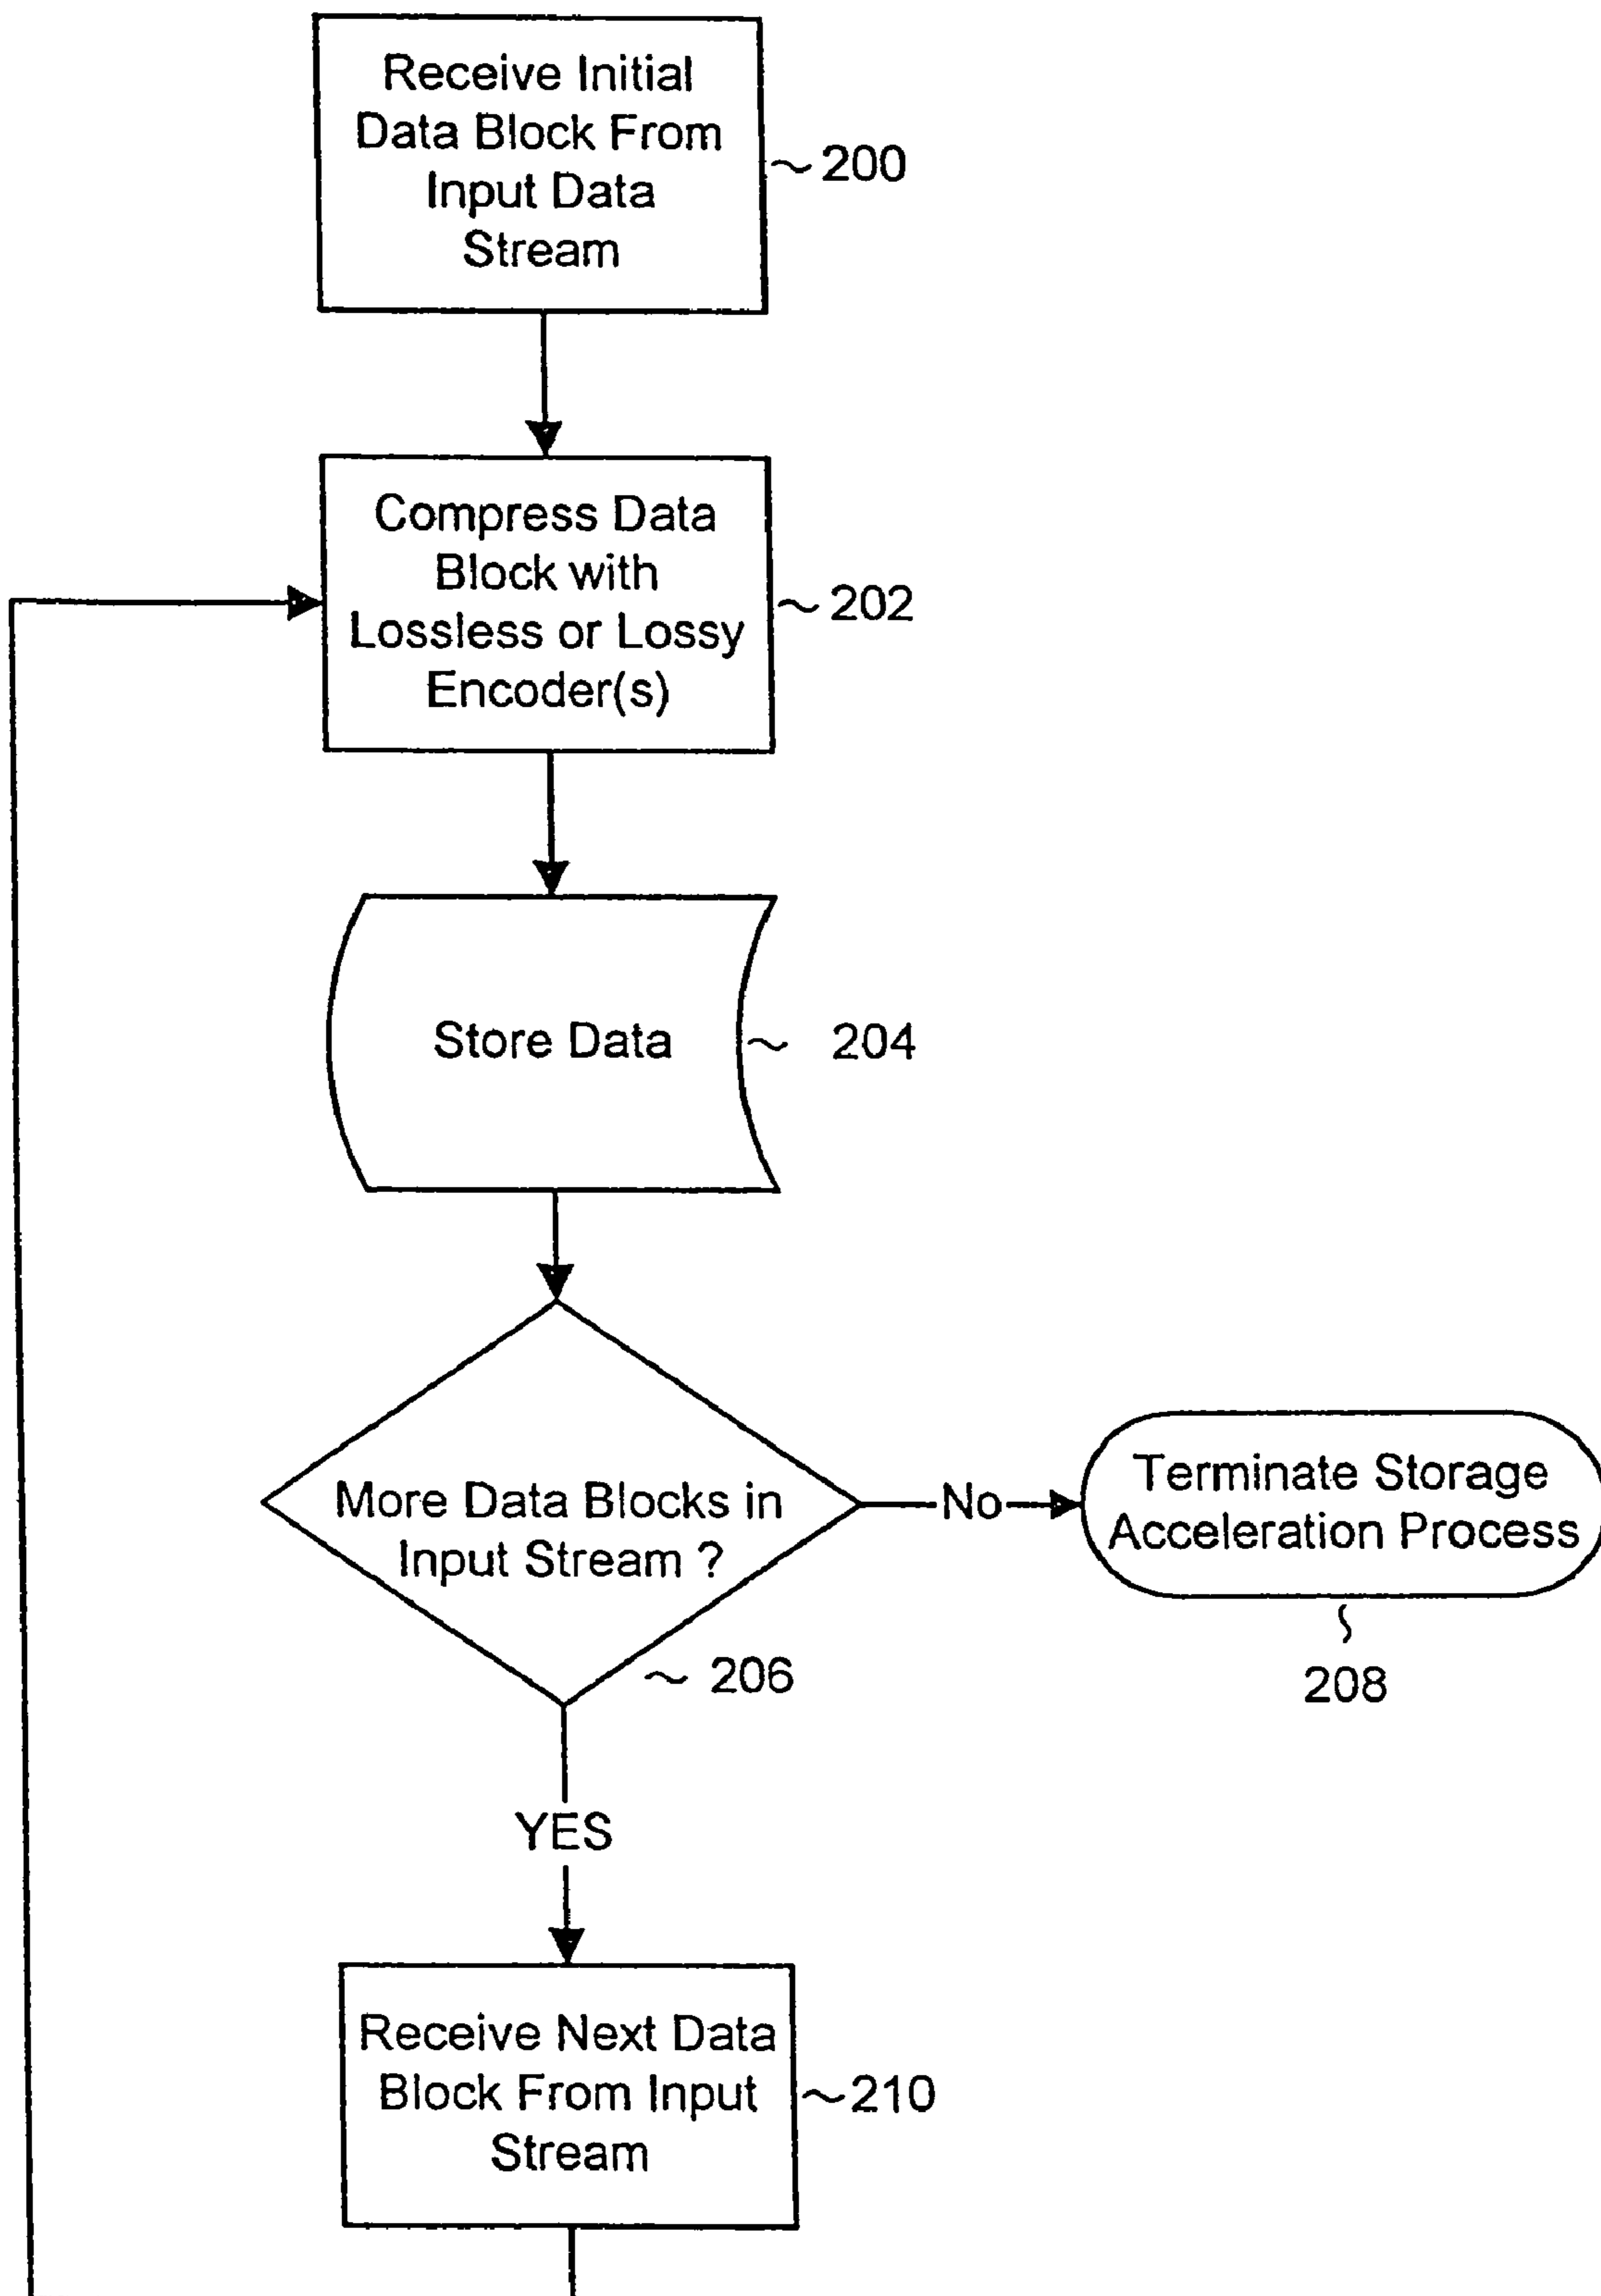 Receive Initial
Data Block From
Input Data
Stream
200
Compress Data
Block with
Lossless or Lossy
Encoder(s)
202
Store Data
204
More Data Blocks in
Input Stream ?
206
No
Terminate Storage
Acceleration Process
208
YES
Receive Next Data
Block From Input
Stream
210